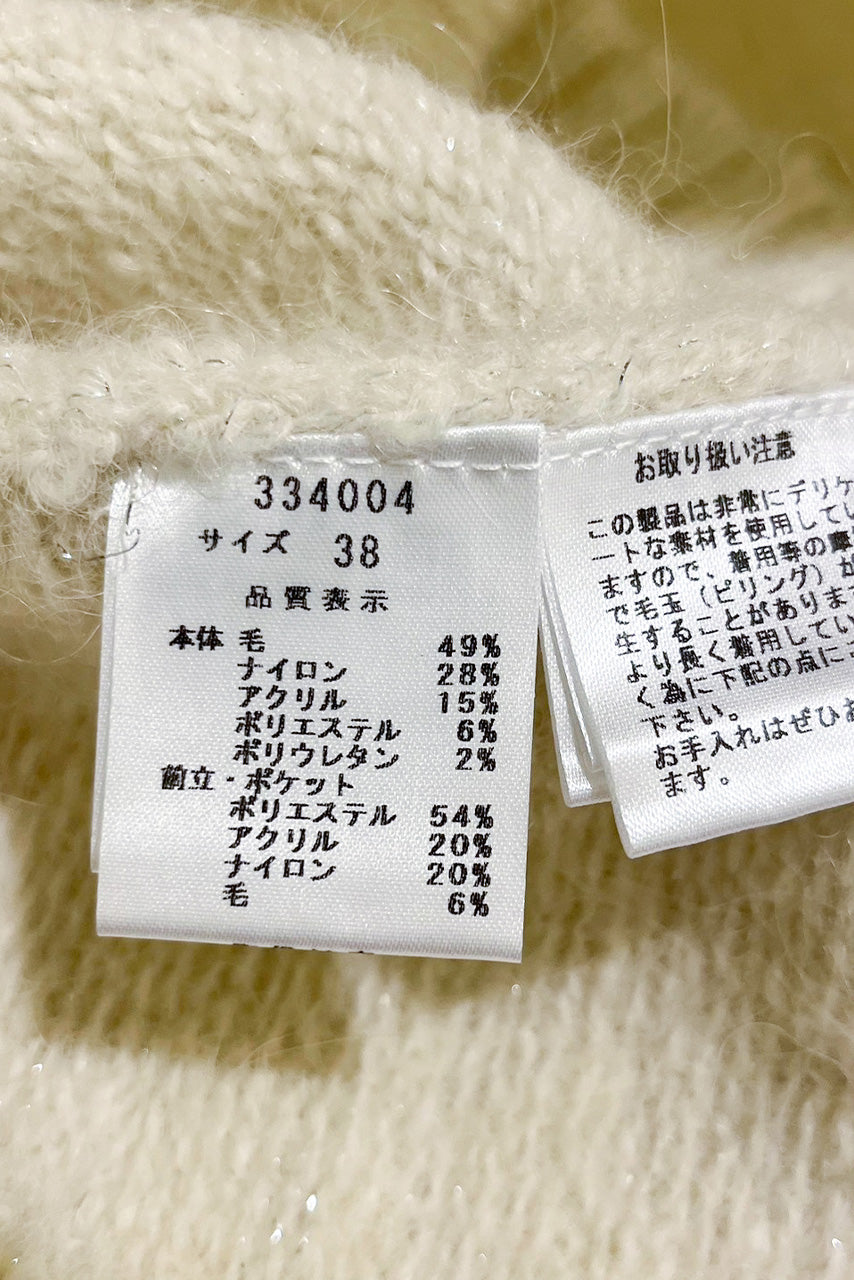 334004
サイズ 38
品質表示
本体 毛 49%
ナイロン 28%
アクリル 15%
ポリエステル 6%
ポリウレタン 2%
前立・ポケット
ポリエステル 54%
アクリル 20%
ナイロン 20%
毛 6%
お取り扱い注意
この製品は非常にデリケ
ートな素材を使用してい
ますので、着用等の摩
で毛玉（ピリング）が
生することがありま
より長く着用してい
く為に下記の点に
下さい。
お手入れはぜひお
ます。